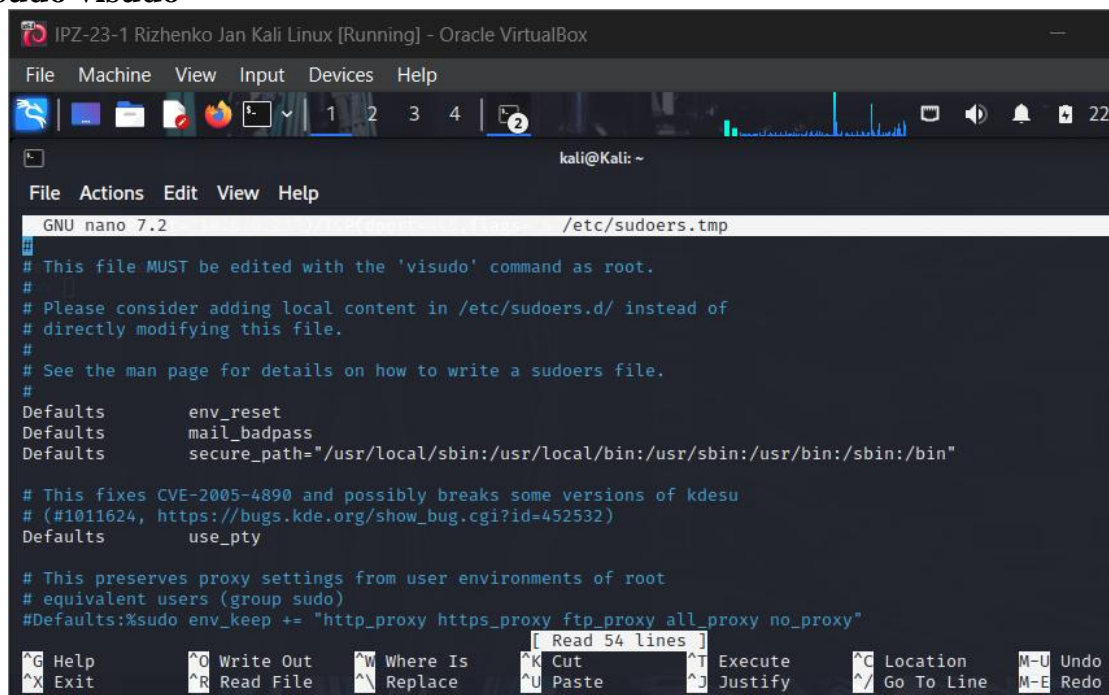 sudo visudo
IPZ-23-1 Rizhenko Jan Kali Linux [Running] - Oracle VirtualBox
File Machine View Input Devices Help
1 2 3 4 2 22
kali@Kali: ~
File Actions Edit View Help
GNU nano 7.2 /etc/sudoers.tmp
#
# This file MUST be edited with the 'visudo' command as root.
#
# Please consider adding local content in /etc/sudoers.d/ instead of
# directly modifying this file.
#
# See the man page for details on how to write a sudoers file.
#
Defaults env_reset
Defaults mail_badpass
Defaults secure_path="/usr/local/sbin:/usr/local/bin:/usr/sbin:/usr/bin:/sbin:/bin"
# This fixes CVE-2005-4890 and possibly breaks some versions of kdesu
# (#1011624, https://bugs.kde.org/show_bug.cgi?id=452532)
Defaults use_pty
# This preserves proxy settings from user environments of root
# equivalent users (group sudo)
#Defaults:%sudo env_keep += "http_proxy https_proxy ftp_proxy all_proxy no_proxy"
[ Read 54 lines ]
^G Help ^O Write Out ^W Where Is ^K Cut ^T Execute ^C Location M-U Undo
^X Exit ^R Read File ^\ Replace ^U Paste ^J Justify ^/ Go To Line M-E Redo